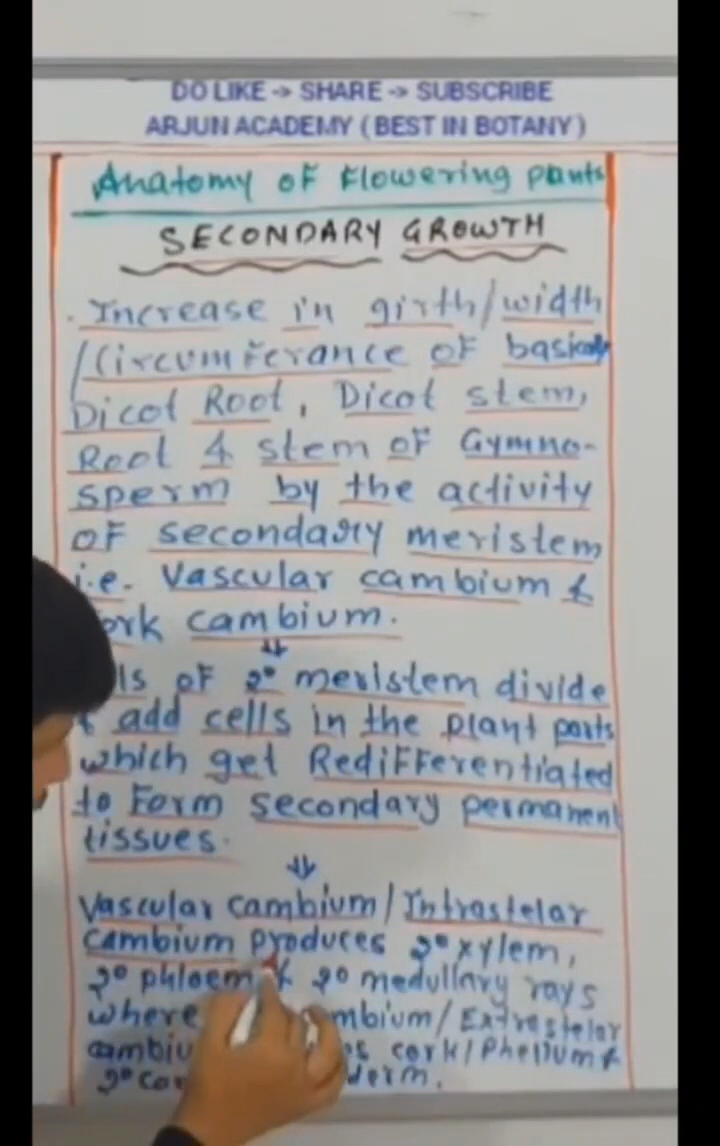 DO LIKE -> SHARE -> SUBSCRIBE
ARJUN ACADEMY (BEST IN BOTANY)
Anatomy of Flowering plants
SECONDARY GROWTH
. Increase in girth/width
/Circumferance of basically
Dicot Root, Dicot stem,
Root & stem of Gymno-
sperm by the activity
of secondary meristem
i.e. Vascular cambium &
ork cambium.
⇓
ls of 2° meristem divide
& add cells in the plant parts
which get RediFFerentiated
to Form secondary permanent
tissues.
⇓
Vascular cambium/Intrastelar
cambium produces 2° xylem,
2° phloem & 2° medullary rays
where mbium/Extrastelar
cambiu es cork/Phellum &
2° co derm.